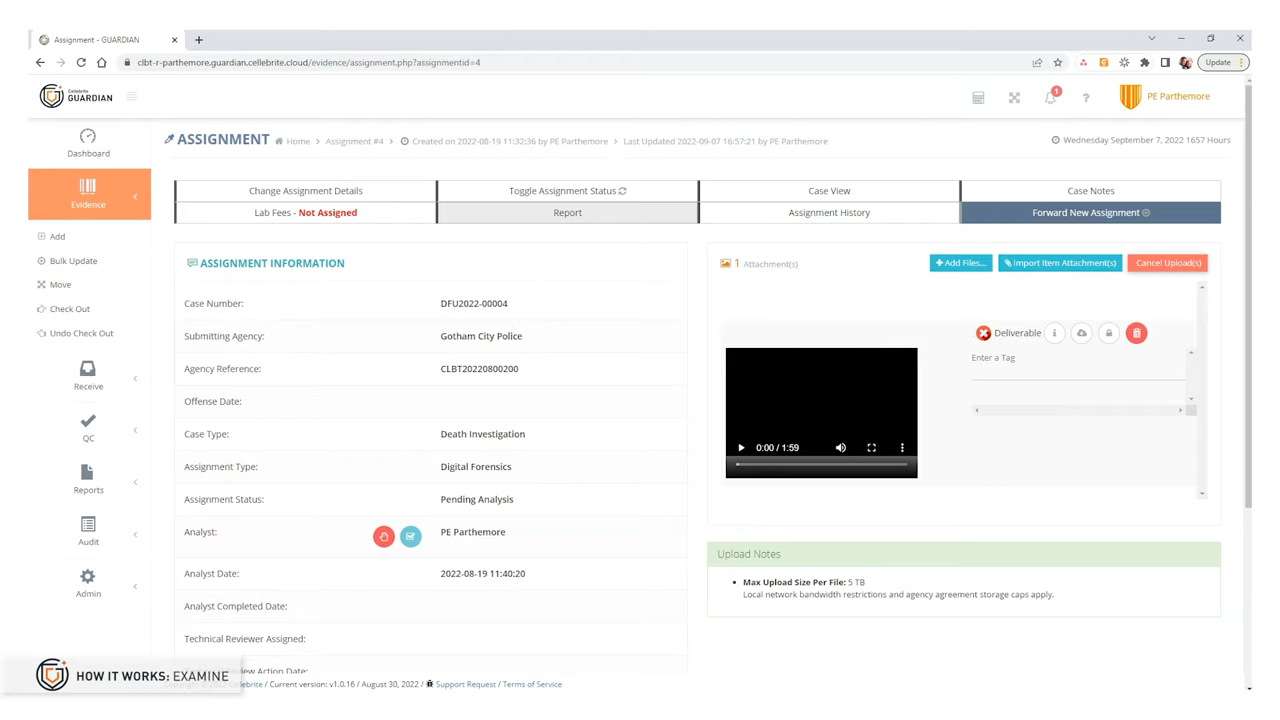 Assignment - GUARDIAN
clbt-r-parthemore.guardian.cellebrite.cloud/evidence/assignment.php?assignmentid=4
Update
Cellebrite
GUARDIAN
1
?
PE Parthemore
Dashboard
Evidence
Add
Bulk Update
Move
Check Out
Undo Check Out
Receive
QC
Reports
Audit
Admin
ASSIGNMENT Home > Assignment #4 > Created on 2022-08-19 11:32:36 by PE Parthemore > Last Updated 2022-09-07 16:57:21 by PE Parthemore
Wednesday September 7, 2022 1657 Hours
Change Assignment Details
Toggle Assignment Status
Case View
Case Notes
Lab Fees - Not Assigned
Report
Assignment History
Forward New Assignment
ASSIGNMENT INFORMATION
Case Number: DFU2022-00004
Submitting Agency: Gotham City Police
Agency Reference: CLBT20220800200
Offense Date:
Case Type: Death Investigation
Assignment Type: Digital Forensics
Assignment Status: Pending Analysis
Analyst: PE Parthemore
Analyst Date: 2022-08-19 11:40:20
Analyst Completed Date:
Technical Reviewer Assigned:
Review Action Date:
1 Attachment(s)
+Add Files...
Import Item Attachment(s)
Cancel Upload(s)
Deliverable
Enter a Tag
0:00 / 1:59
Upload Notes
Max Upload Size Per File: 5 TB
Local network bandwidth restrictions and agency agreement storage caps apply.
HOW IT WORKS: EXAMINE
Cellebrite / Current version: v1.0.16 / August 30, 2022 / Support Request / Terms of Service